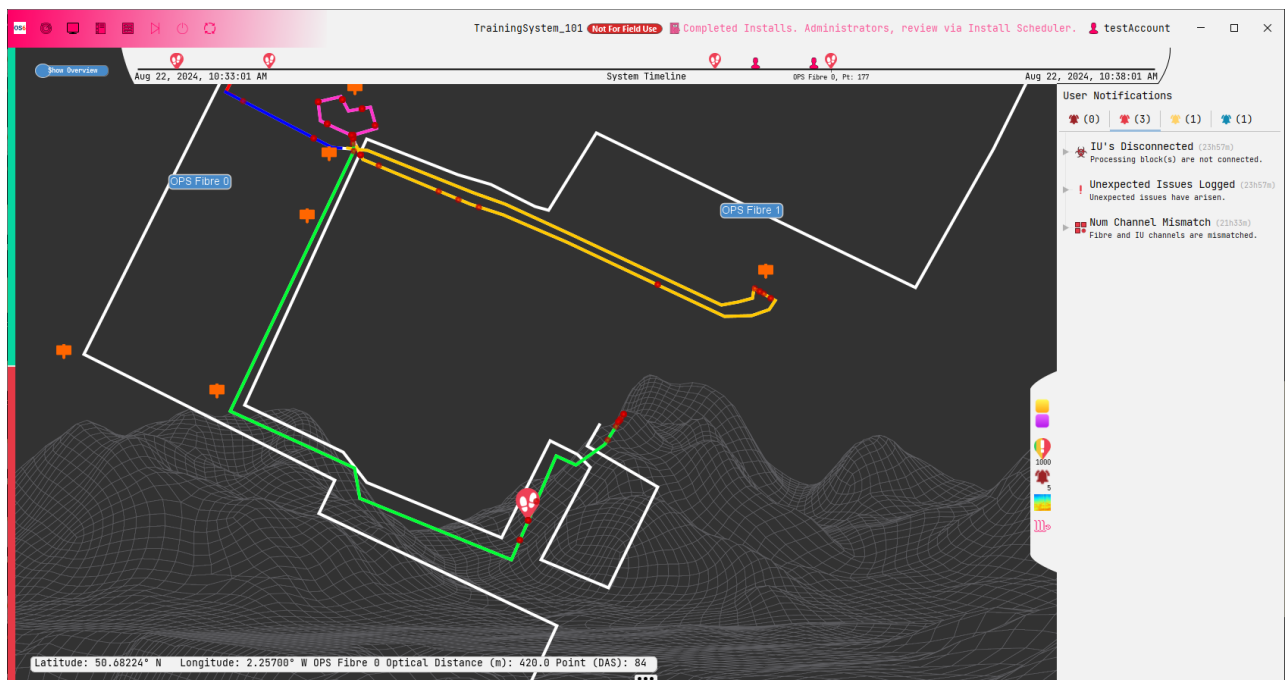 OS6
TrainingSystem_101 Not For Field Use Completed Installs. Administrators, review via Install Scheduler. testAccount
Show Overview
Aug 22, 2024, 10:33:01 AM System Timeline OPS Fibre 0, Pt: 177 Aug 22, 2024, 10:38:01 AM
User Notifications
(0) (3) (1) (1)
IU's Disconnected (23h57m)
Processing block(s) are not connected.
Unexpected Issues Logged (23h57m)
Unexpected issues have arisen.
Num Channel Mismatch (21h33m)
Fibre and IU channels are mismatched.
OPS Fibre 0
OPS Fibre 1
1000
5
Latitude: 50.68224° N Longitude: 2.25700° W OPS Fibre 0 Optical Distance (m): 420.0 Point (DAS): 84